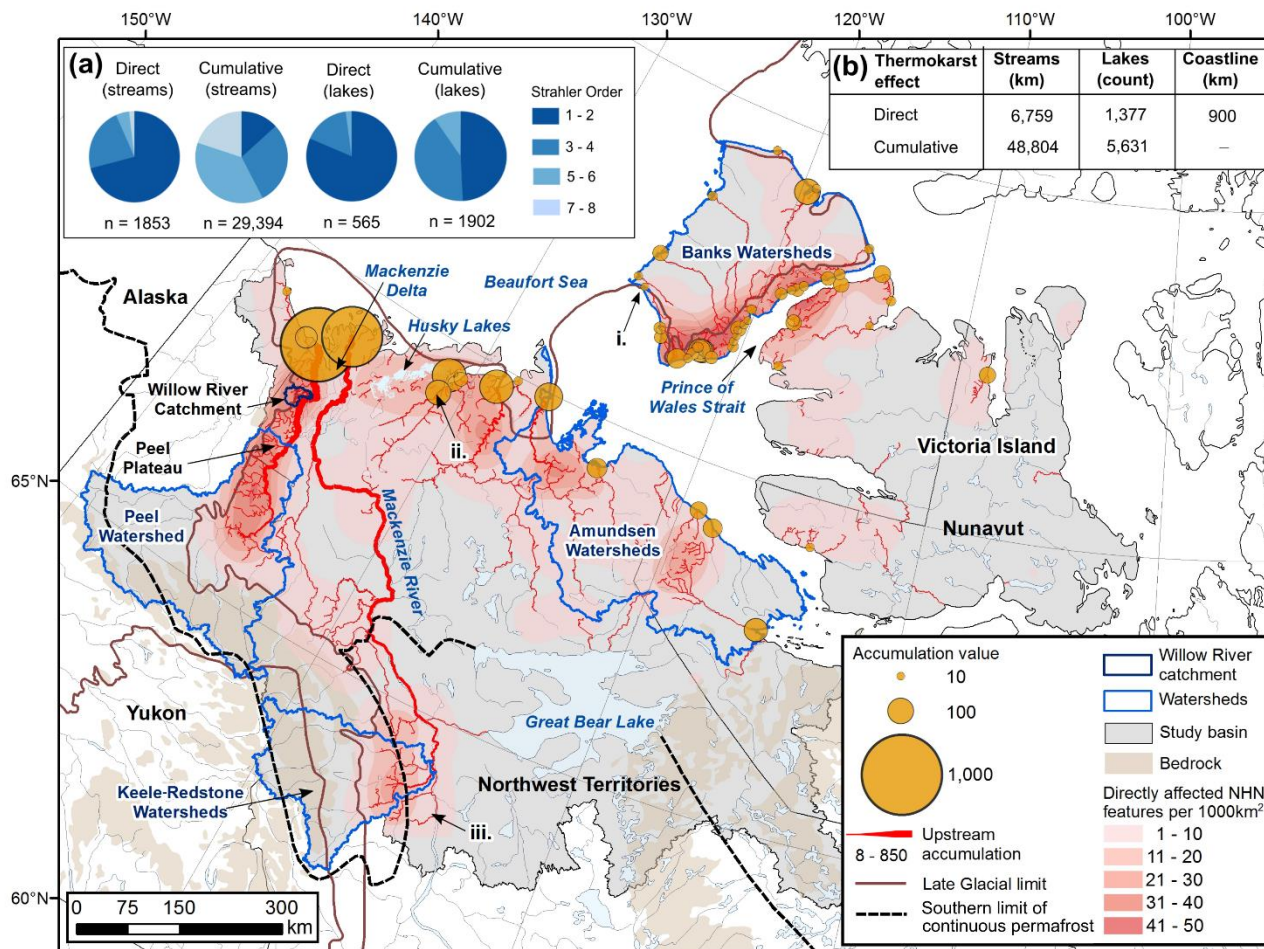 150°W
140°W
130°W
120°W
110°W
100°W
(a)
Direct
(streams)
Cumulative
(streams)
Direct
(lakes)
Cumulative
(lakes)
n = 1853
n = 29,394
n = 565
n = 1902
Strahler Order
1 - 2
3 - 4
5 - 6
7 - 8
(b) Thermokarst effect Streams (km) Lakes (count) Coastline (km)
Direct 6,759 1,377 900
Cumulative 48,804 5,631 –
Alaska
Mackenzie
Delta
Beaufort Sea
Husky Lakes
Banks Watersheds
i.
Willow River
Catchment
Prince of
Wales Strait
Peel
Plateau
ii.
Victoria Island
65°N
Peel
Watershed
Mackenzie River
Amundsen
Watersheds
Nunavut
Yukon
Great Bear Lake
Keele-Redstone
Watersheds
Northwest Territories
iii.
60°N
0 75 150 300
km
Accumulation value
10
100
1,000
8 - 850
Upstream
accumulation
Late Glacial limit
Southern limit of
continuous permafrost
Willow River
catchment
Watersheds
Study basin
Bedrock
Directly affected NHN
features per 1000km²
1 - 10
11 - 20
21 - 30
31 - 40
41 - 50